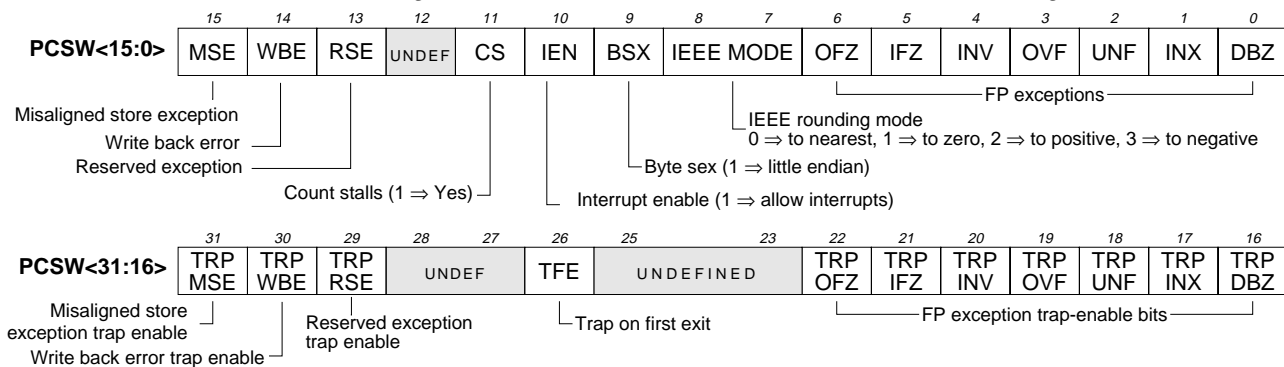 15 14 13 12 11 10 9 8 7 6 5 4 3 2 1 0
PCSW<15:0> MSE WBE RSE UNDEF CS IEN BSX IEEE MODE OFZ IFZ INV OVF UNF INX DBZ
Misaligned store exception
FP exceptions
Write back error
IEEE rounding mode
0 ⇒ to nearest, 1 ⇒ to zero, 2 ⇒ to positive, 3 ⇒ to negative
Reserved exception
Byte sex (1 ⇒ little endian)
Count stalls (1 ⇒ Yes)
Interrupt enable (1 ⇒ allow interrupts)
31 30 29 28 27 26 25 23 22 21 20 19 18 17 16
PCSW<31:16> TRP MSE TRP WBE TRP RSE UNDEF TFE UNDEFINED TRP OFZ TRP IFZ TRP INV TRP OVF TRP UNF TRP INX TRP DBZ
Misaligned store
exception trap enable
Reserved exception
trap enable
Trap on first exit
FP exception trap-enable bits
Write back error trap enable